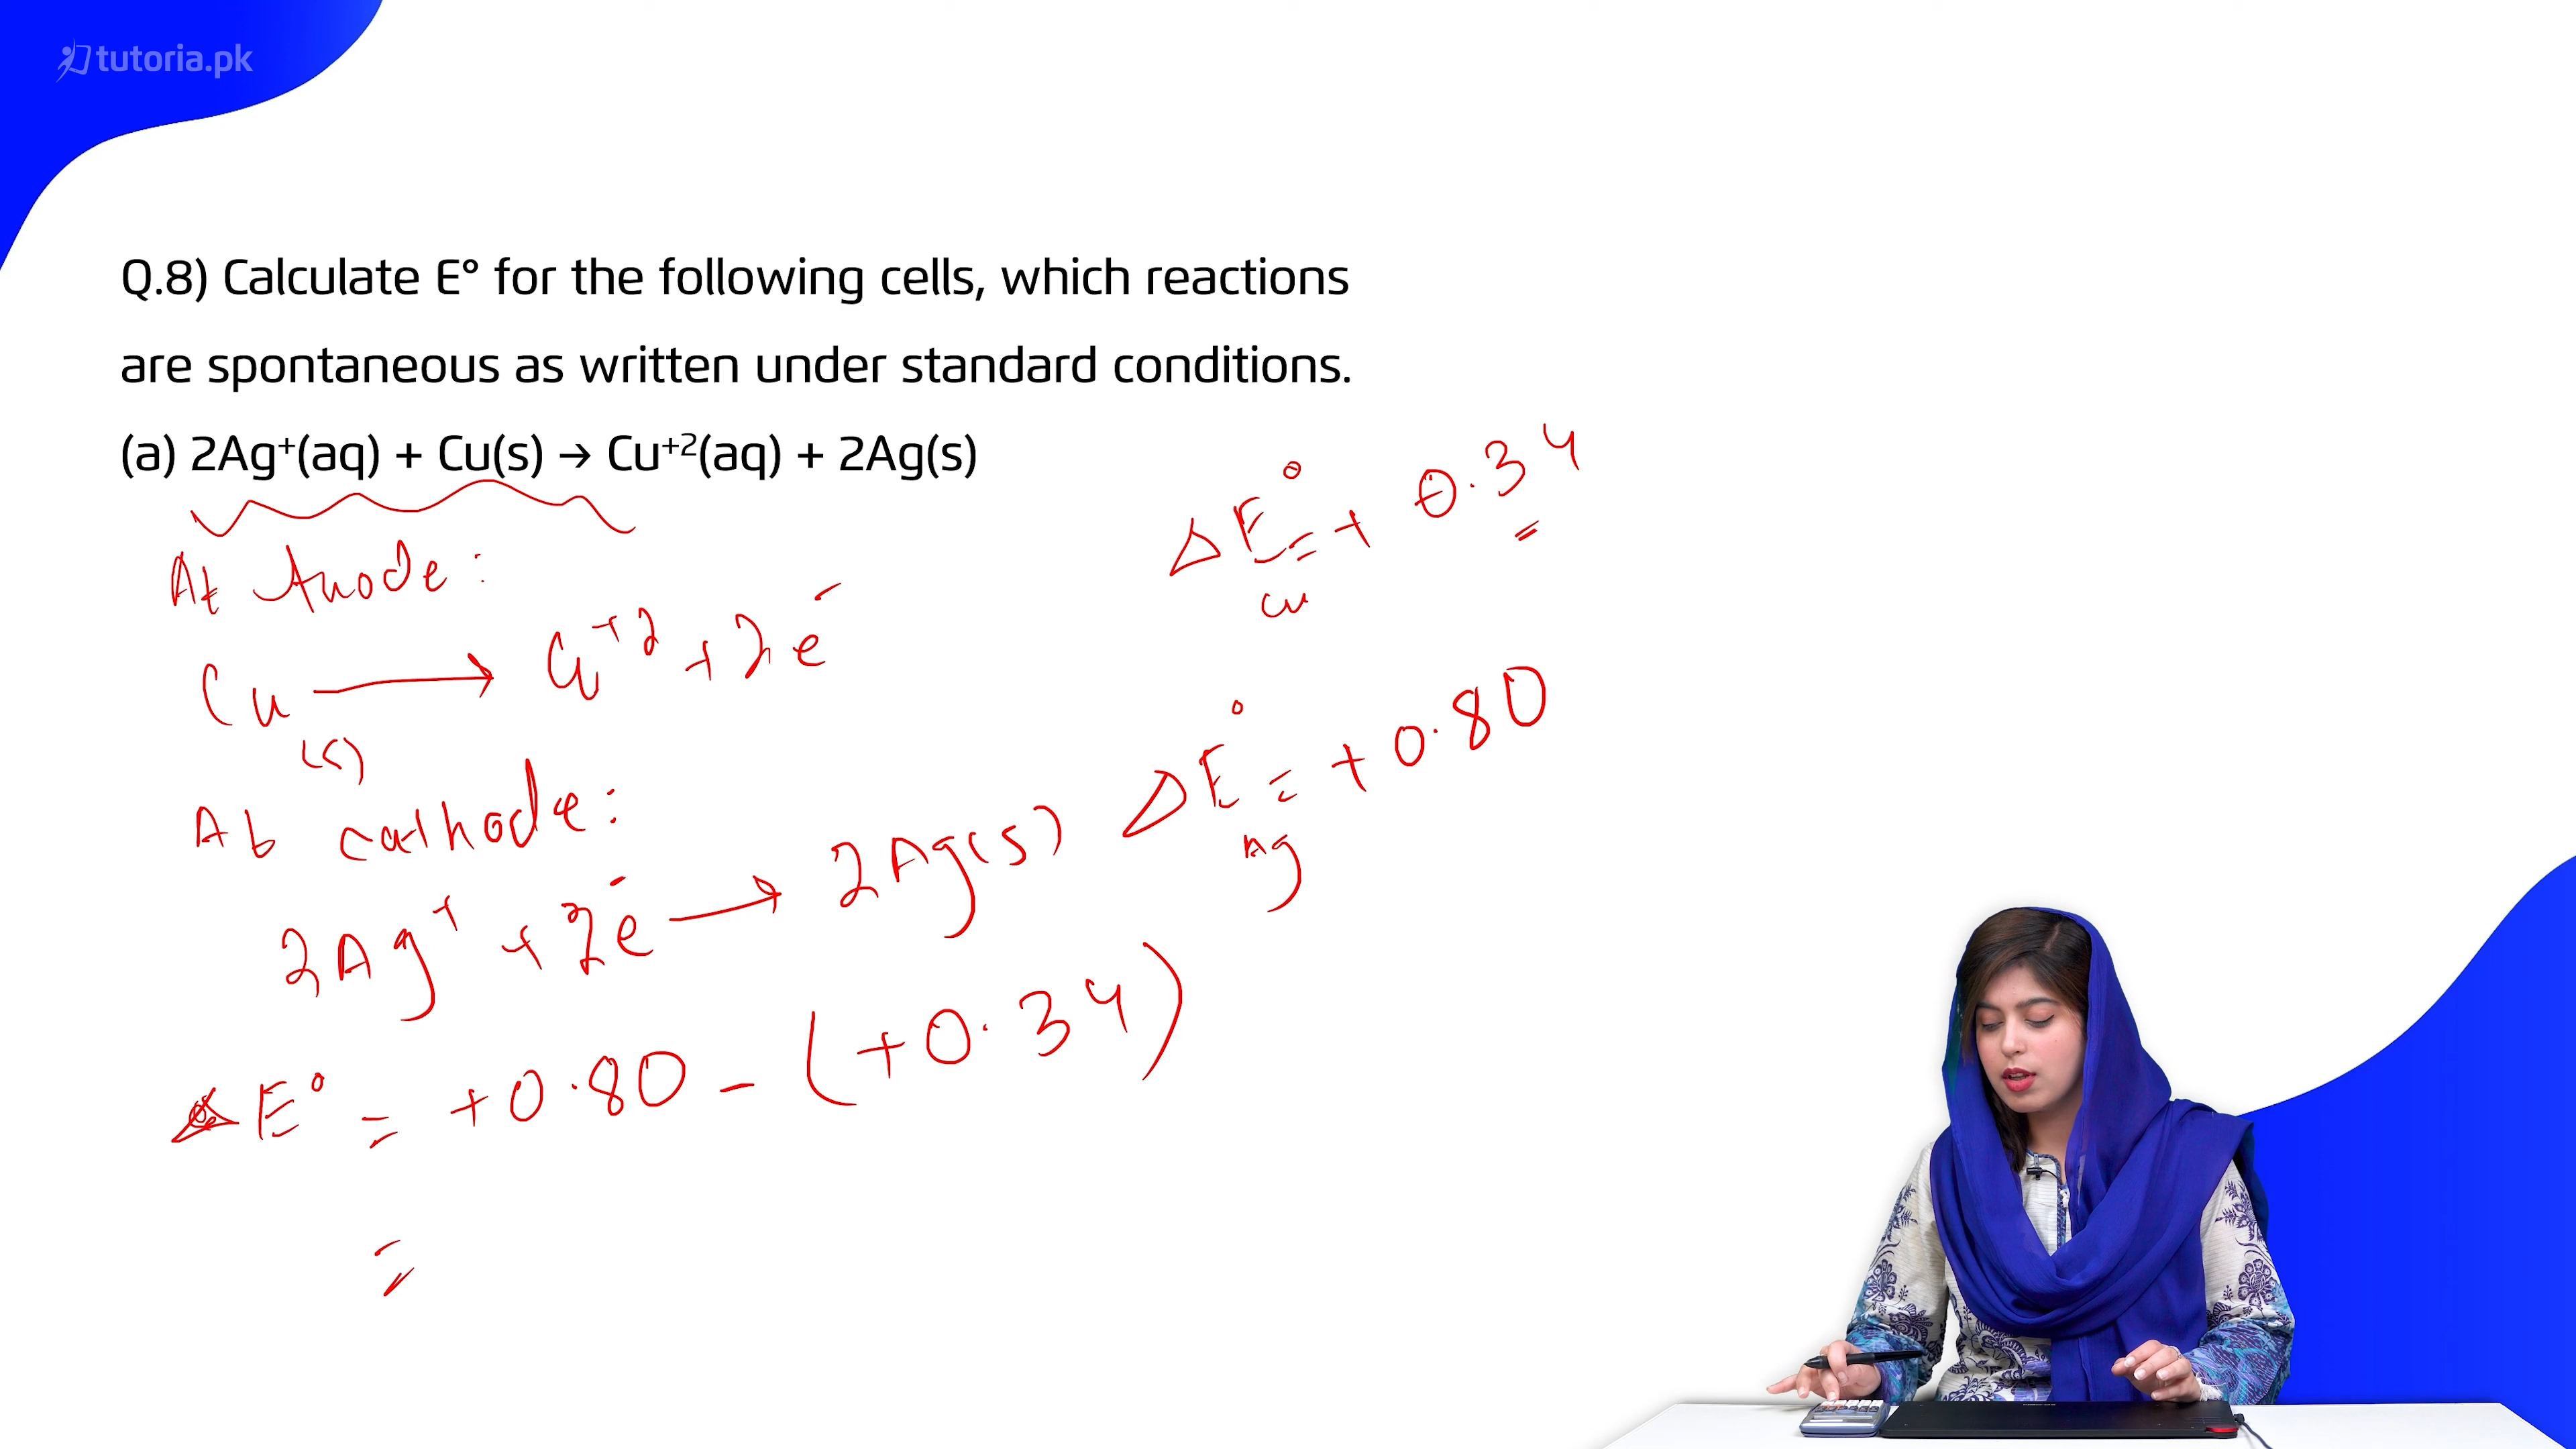 tutoria.pk
Q.8) Calculate E° for the following cells, which reactions
are spontaneous as written under standard conditions.
(a) 2Ag⁺(aq) + Cu(s) → Cu⁺²(aq) + 2Ag(s)
ΔE°Cu = + 0.34
At Anode:
Cu(s) → Cu⁺² + 2e⁻
ΔE°Ag = + 0.80
At cathode:
2Ag⁺ + 2e⁻ → 2Ag(s)
ΔE° = +0.80 - (+0.34)
=